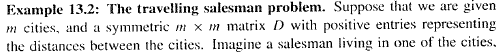 Example 13.2: The travelling salesman problem. Suppose that we are given
m cities, and a symmetric m × m matrix D with positive entries representing
the distances between the cities. Imagine a salesman living in one of the cities.